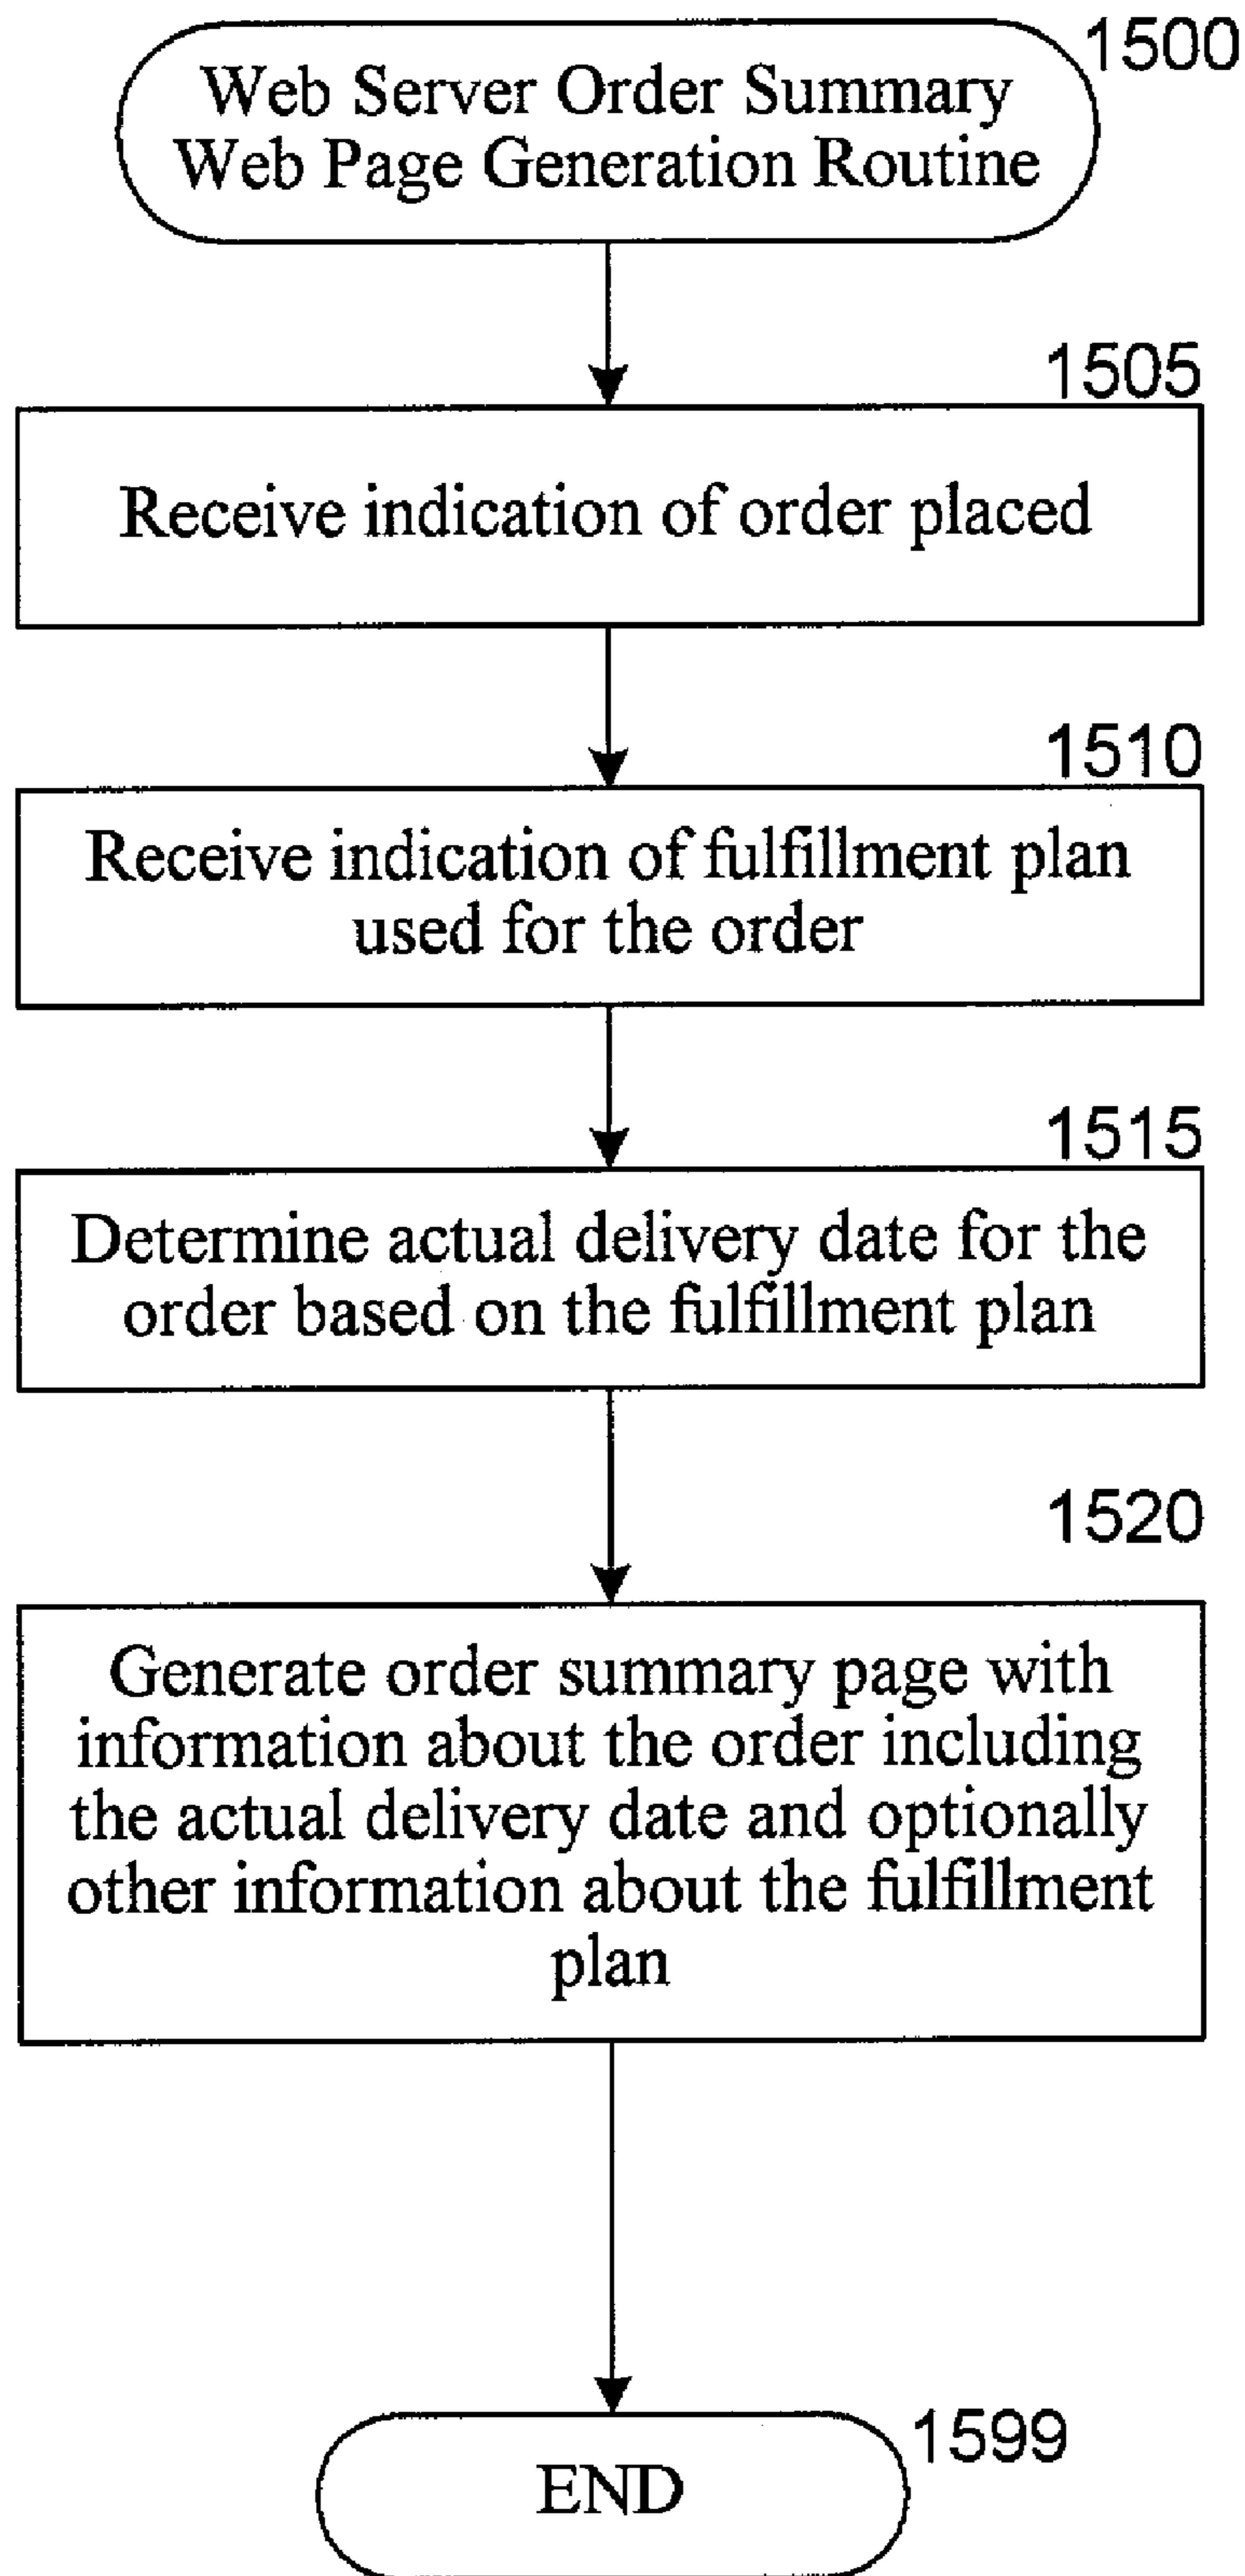 1500
Web Server Order Summary
Web Page Generation Routine
1505
Receive indication of order placed
1510
Receive indication of fulfillment plan
used for the order
1515
Determine actual delivery date for the
order based on the fulfillment plan
1520
Generate order summary page with
information about the order including
the actual delivery date and optionally
other information about the fulfillment
plan
1599
END